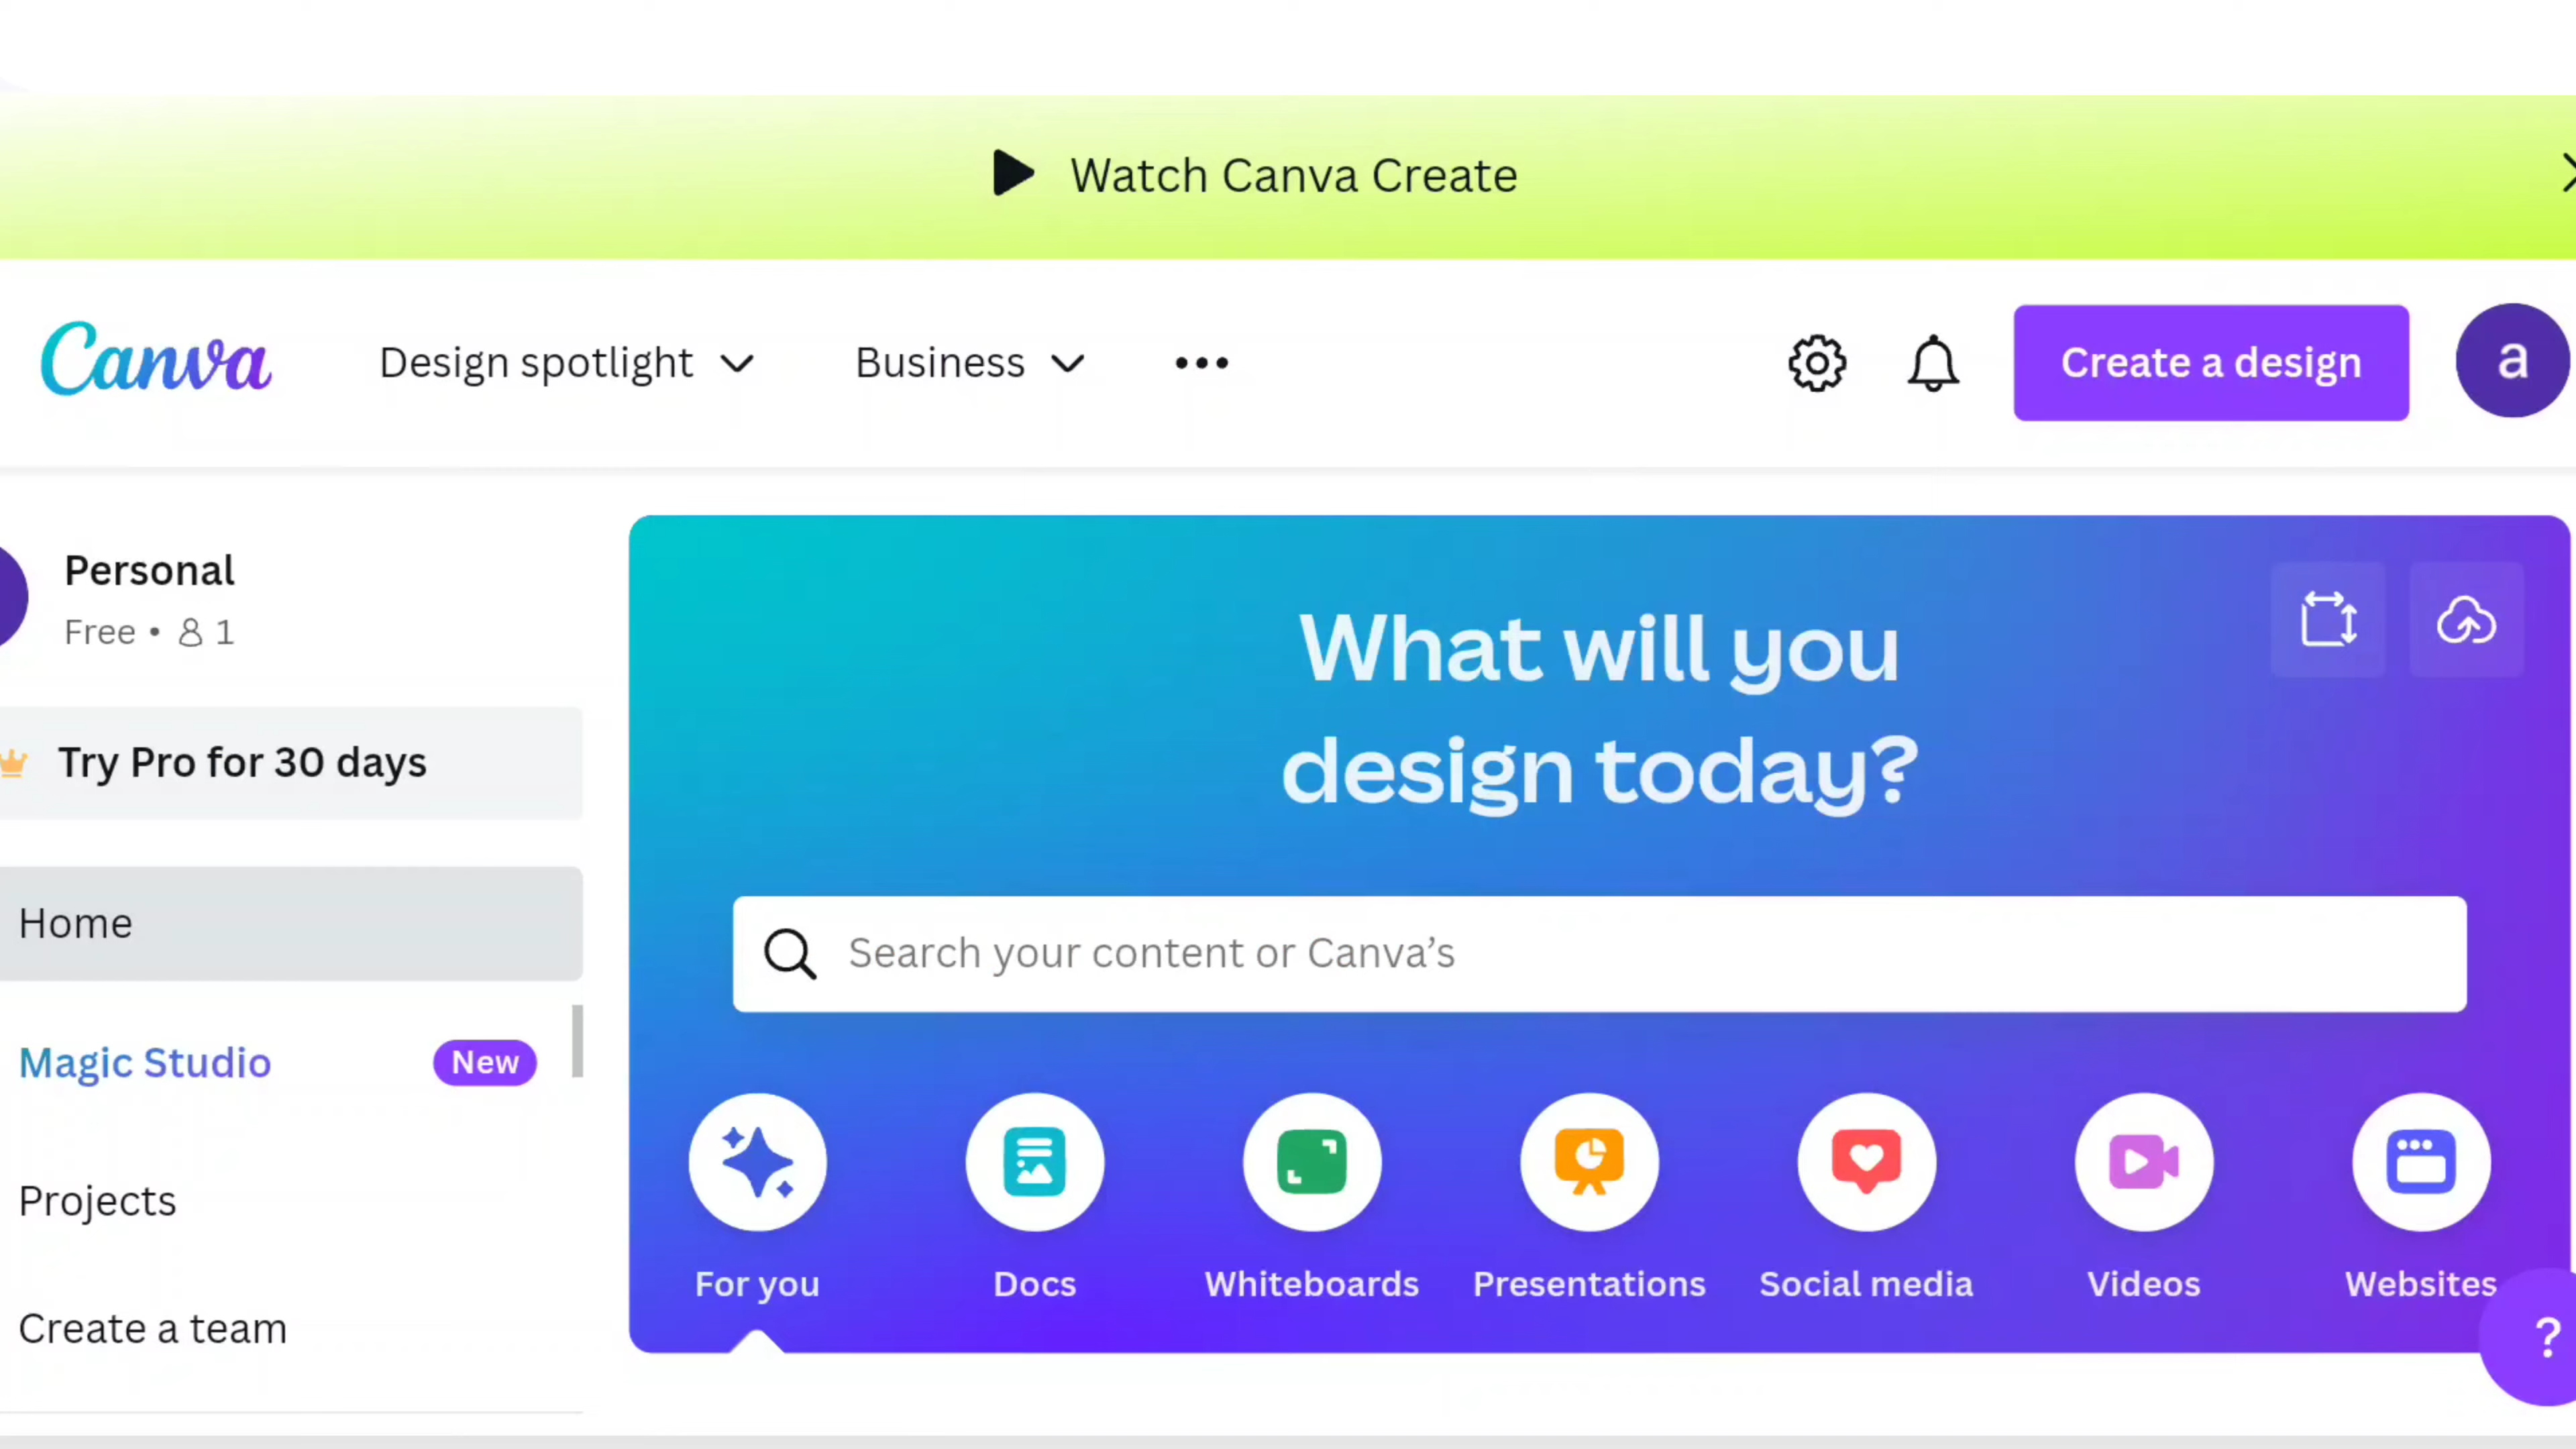 Watch Canva Create
Canva
Design spotlight
Business
Create a design
a
Personal
Free • 1
Try Pro for 30 days
Home
Magic Studio
New
Projects
Create a team
What will you
design today?
Search your content or Canva’s
For you
Docs
Whiteboards
Presentations
Social media
Videos
Websites
?